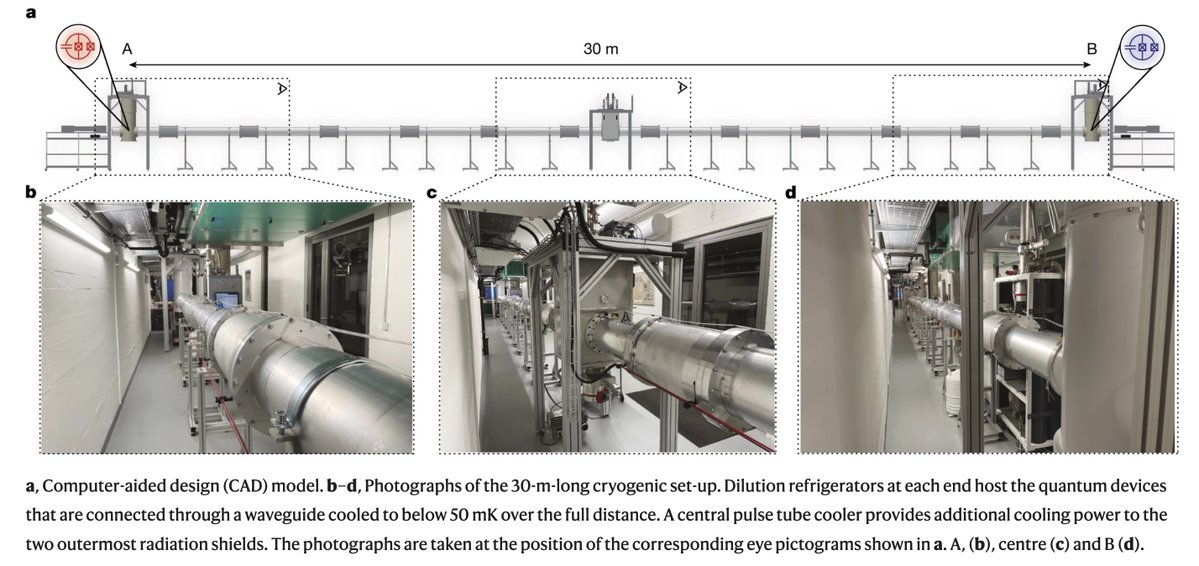 a
A
30 m
B
b
c
d
a, Computer-aided design (CAD) model. b–d, Photographs of the 30-m-long cryogenic set-up. Dilution refrigerators at each end host the quantum devices
that are connected through a waveguide cooled to below 50 mK over the full distance. A central pulse tube cooler provides additional cooling power to the
two outermost radiation shields. The photographs are taken at the position of the corresponding eye pictograms shown in a. A, (b), centre (c) and B (d).